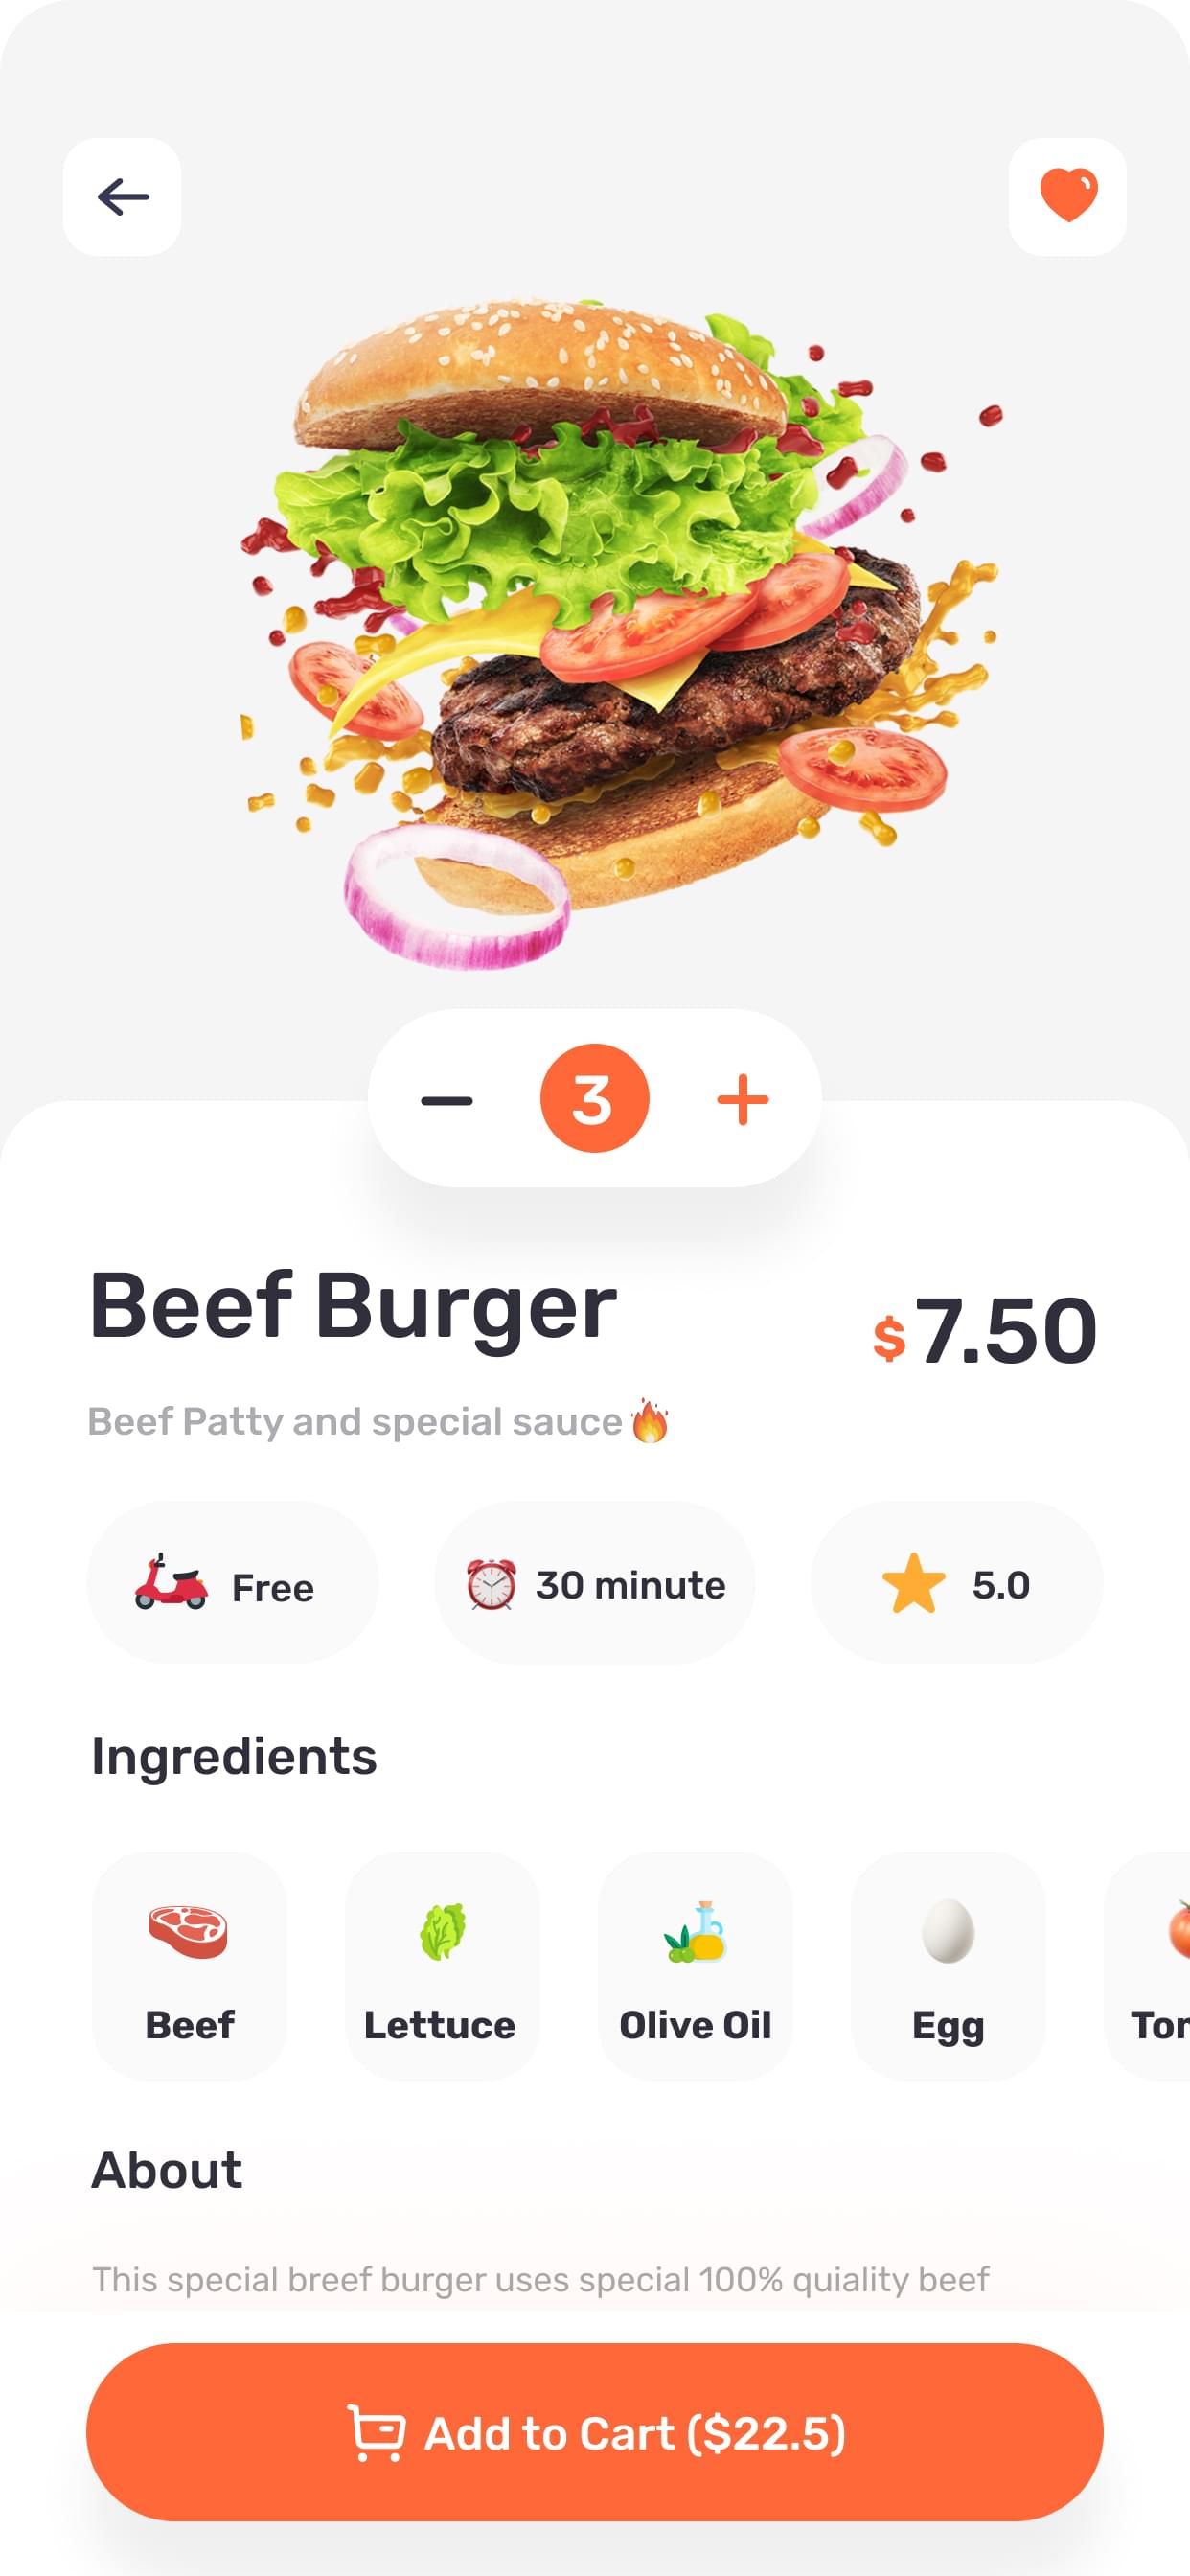 3
Beef Burger
$7.50
Beef Patty and special sauce
Free
30 minute
5.0
Ingredients
Beef
Lettuce
Olive Oil
Egg
About
This special breef burger uses special 100% quiality beef
Add to Cart ($22.5)